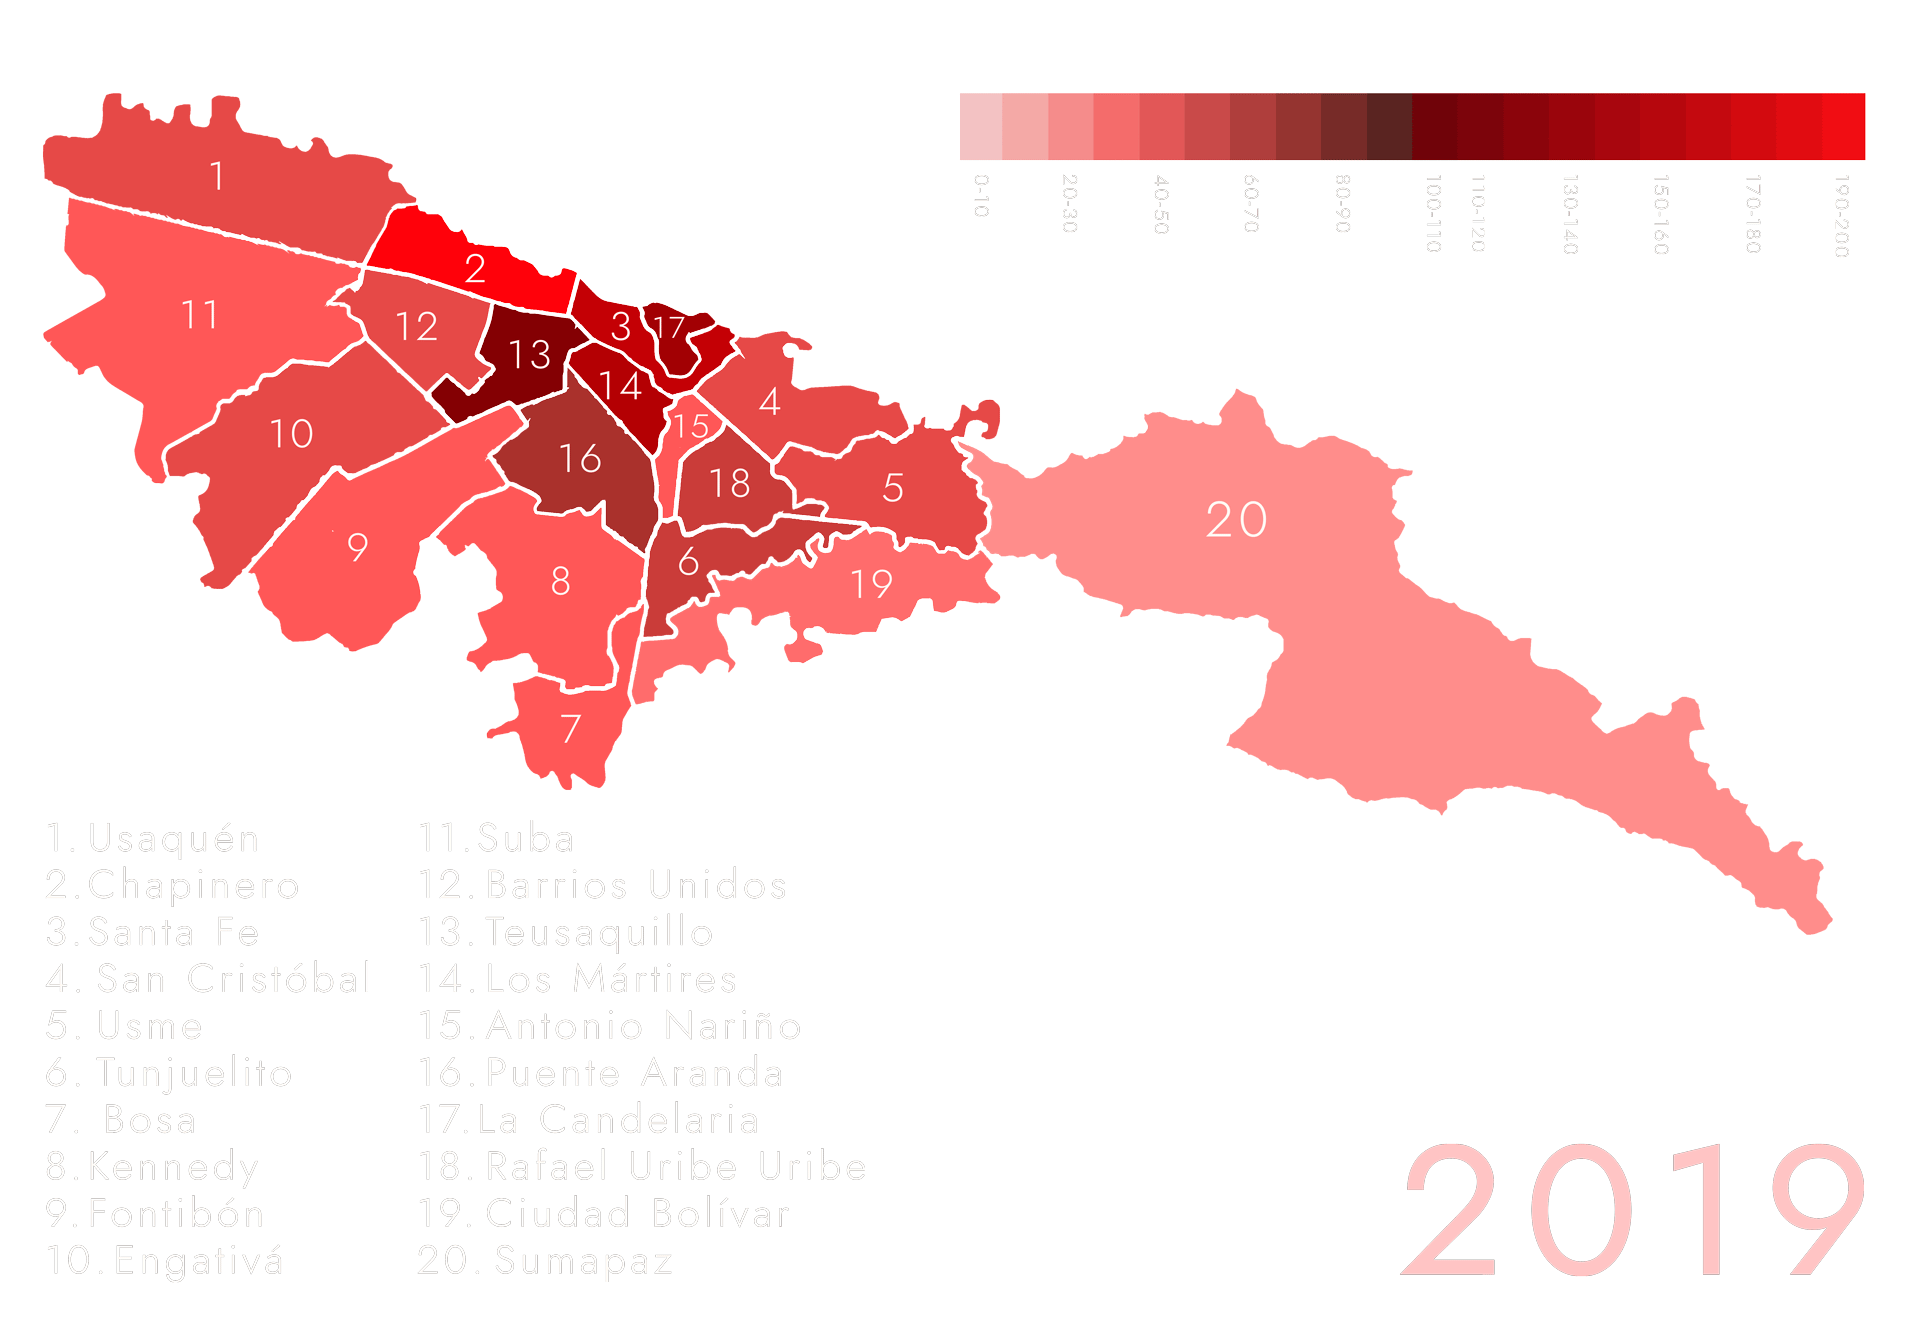 0-10
20-30
40-50
60-70
80-90
100-110
110-120
130-140
150-160
170-180
190-200
1
2
11
12
3
17
13
14
4
10
15
16
18
5
20
9
6
8
19
7
1. Usaquén
2. Chapinero
3. Santa Fe
4. San Cristóbal
5. Usme
6. Tunjuelito
7. Bosa
8. Kennedy
9. Fontibón
10. Engativá
11. Suba
12. Barrios Unidos
13. Teusaquillo
14. Los Mártires
15. Antonio Nariño
16. Puente Aranda
17. La Candelaria
18. Rafael Uribe Uribe
19. Ciudad Bolívar
20. Sumapaz
2019